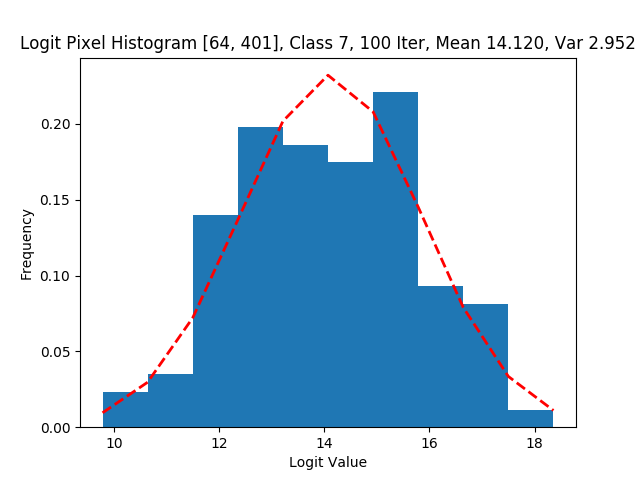 Logit Pixel Histogram [64, 401], Class 7, 100 Iter, Mean 14.120, Var 2.952
0.20
0.15
0.10
0.05
0.00
Frequency
10 12 14 16 18
Logit Value